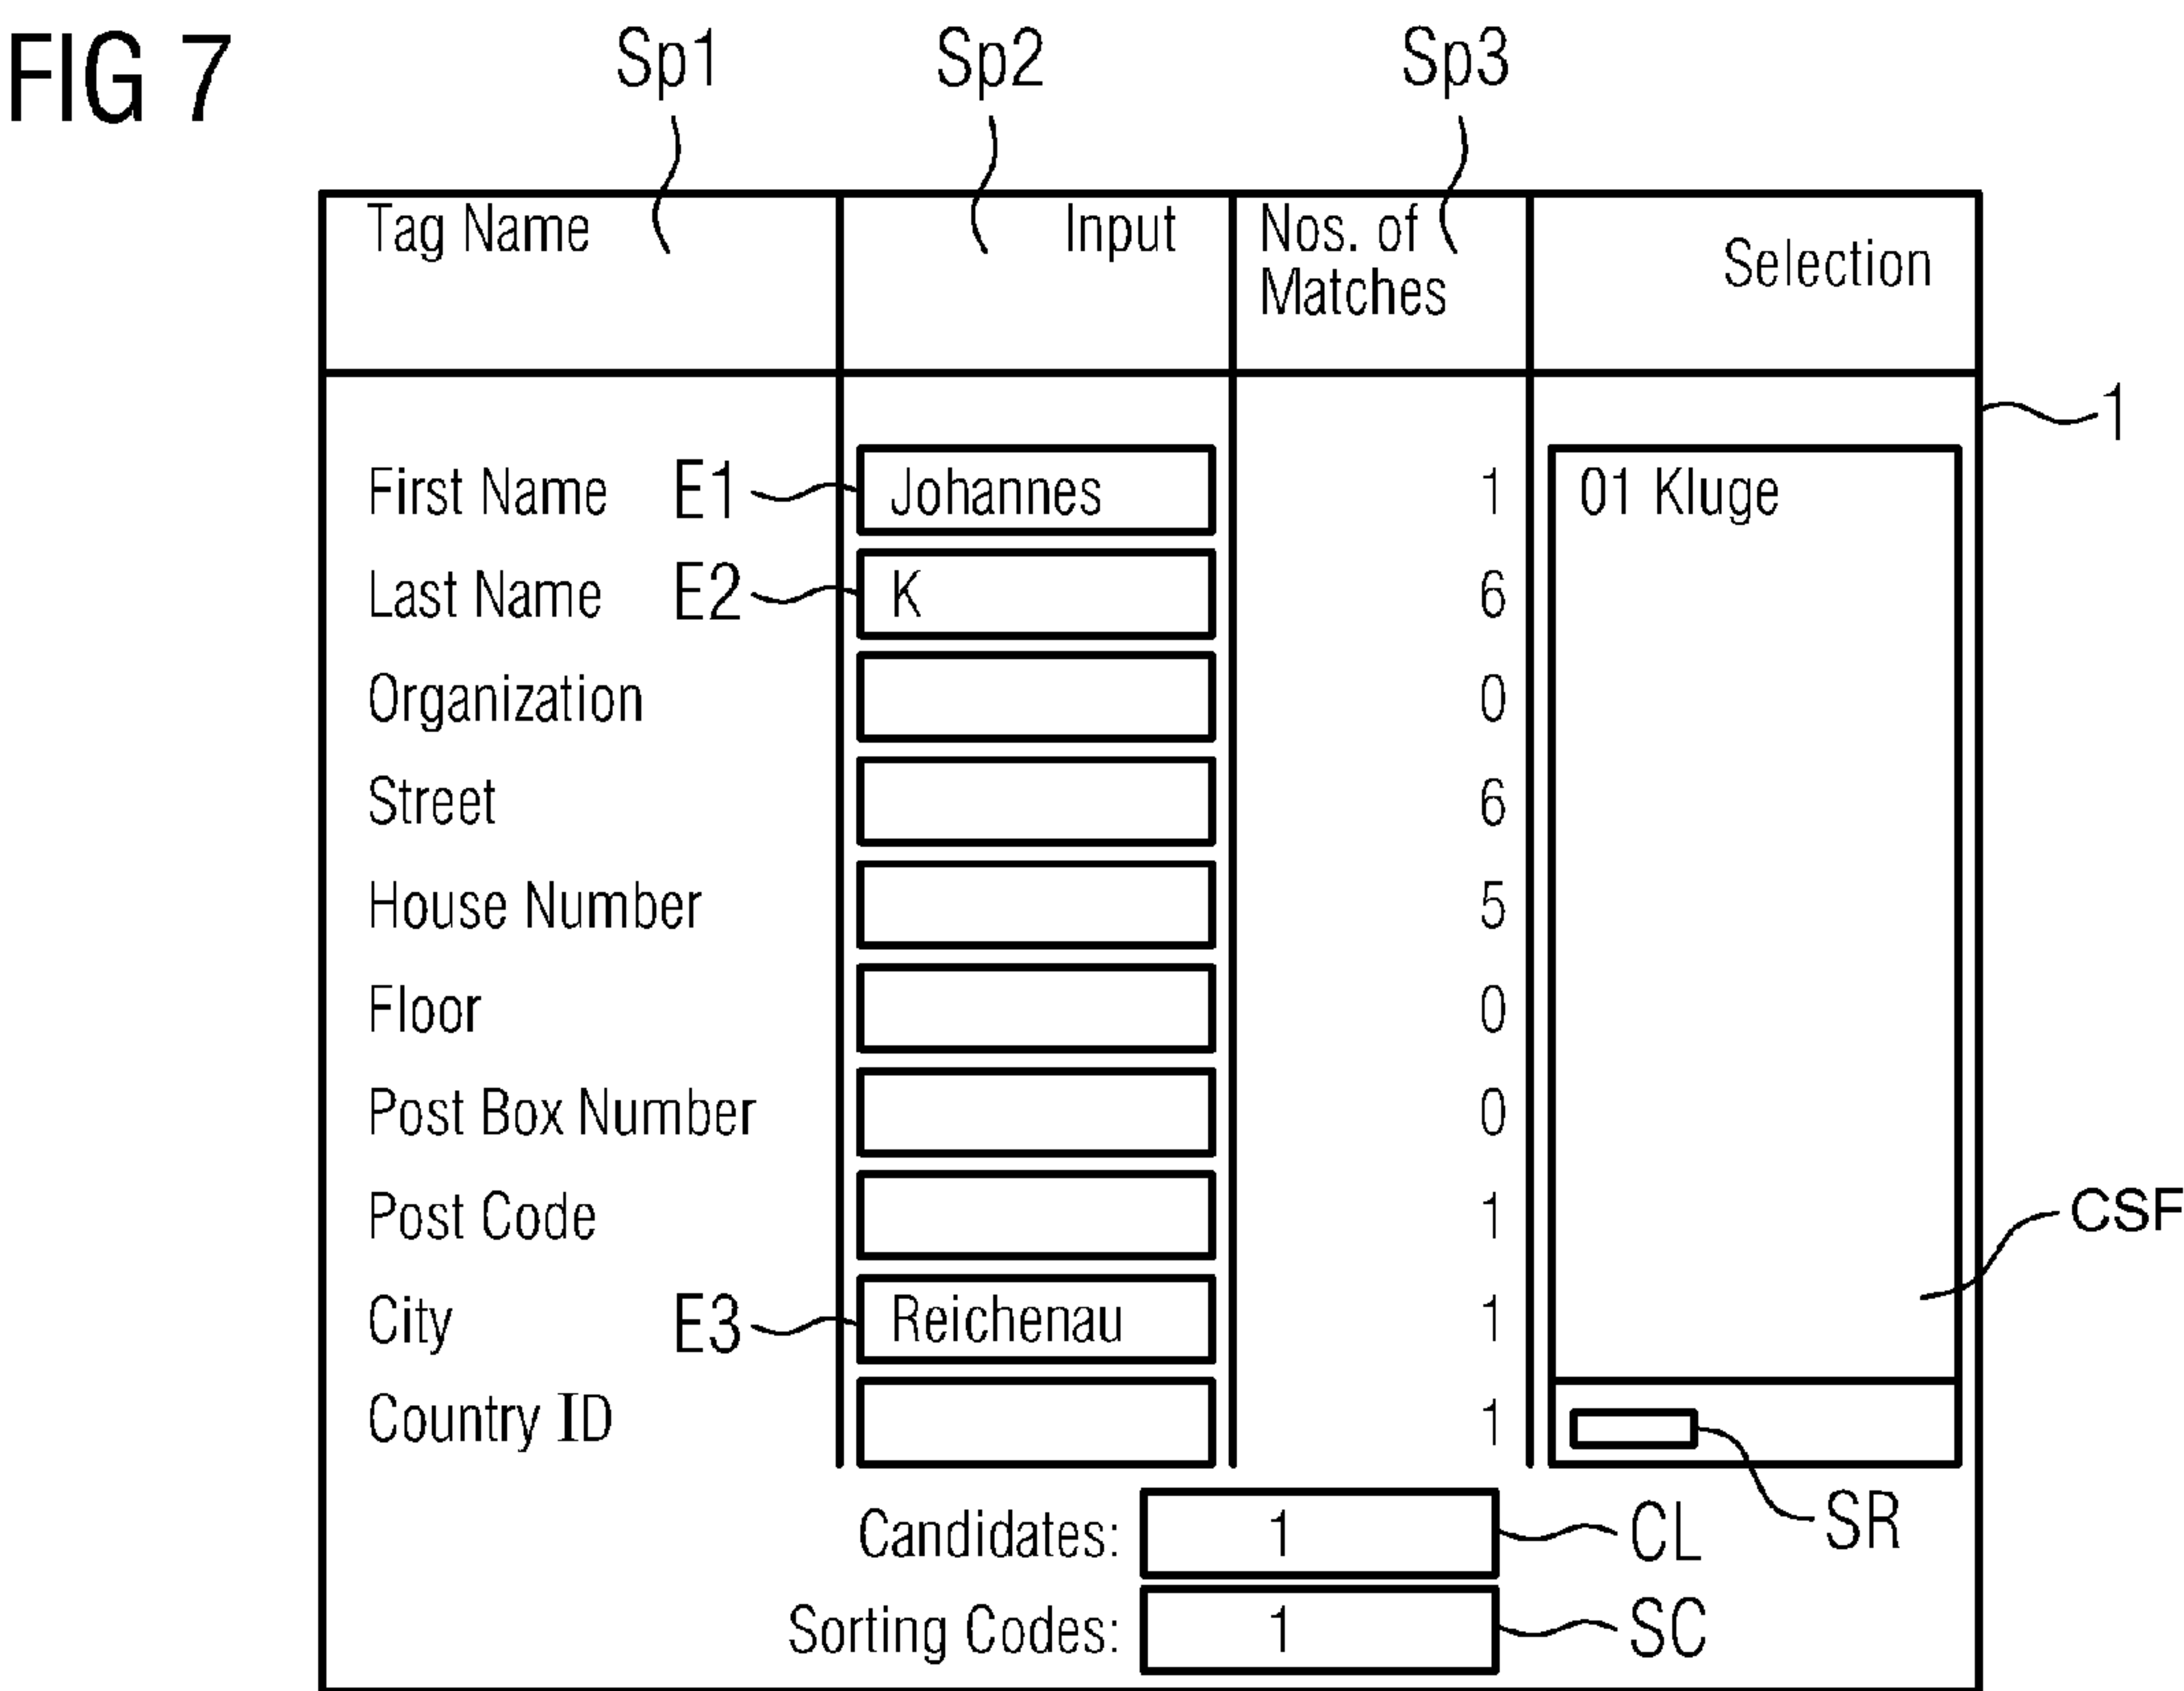 FIG 7
Sp1 Sp2 Sp3
Tag Name Input Nos. of Matches Selection
1
First Name E1 Johannes 1 01 Kluge
Last Name E2 K 6
Organization 0
Street 6
House Number 5
Floor 0
Post Box Number 0
Post Code 1
CSF
City E3 Reichenau 1
Country ID 1
SR
Candidates: 1 CL
Sorting Codes: 1 SC